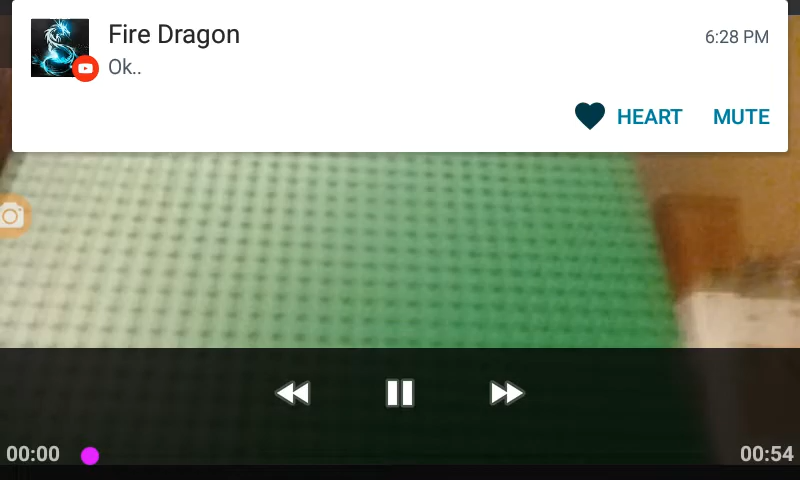 Fire Dragon
6:28 PM
Ok..
HEART
MUTE
00:00
00:54